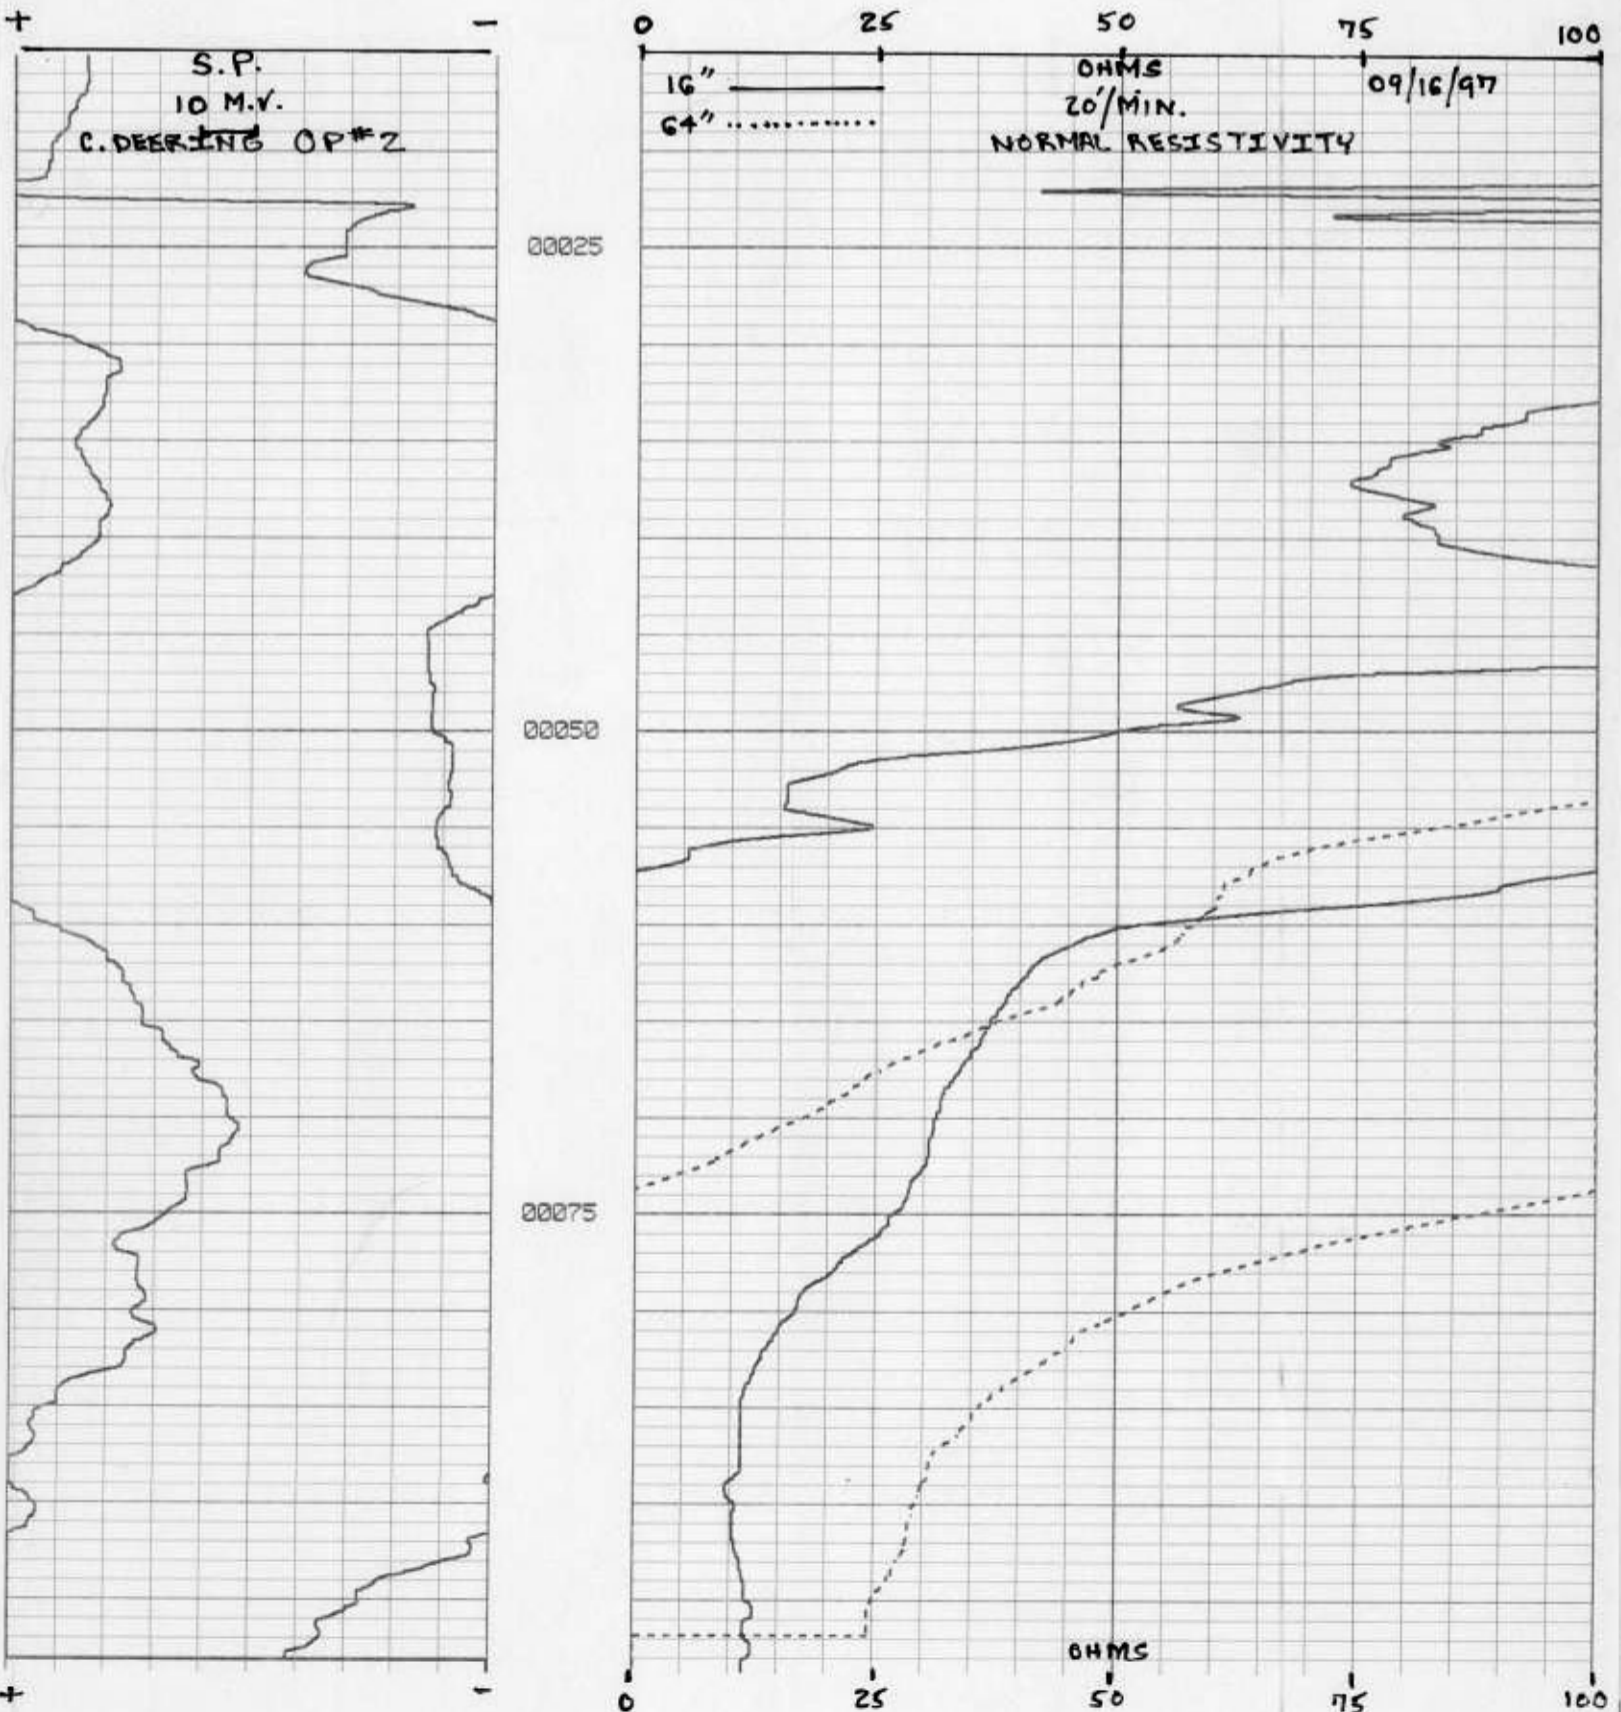 + - 0 25 50 75 100
S.P.
10 M.V.
C. DEERING OP#2
16"
64"
OHMS
20'/MIN.
NORMAL RESISTIVITY
09/16/97
00025
00050
00075
OHMS
+ - 0 25 50 75 100